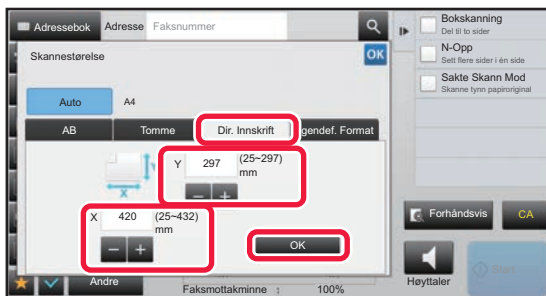 Adressebok
Adresse
Faksnummer
Skannestørelse
OK
Auto
A4
AB
Tomme
Dir. Innskrift
gendef. Format
Y
297
(25~297)
mm
Y
X
X
420
(25~432)
mm
OK
Andre
Faksmottakminne : 100%
Bokskanning
Del til to sider
N-Opp
Sett flere sider i én side
Sakte Skann Mod
Skanne tynn papiroriginal
Forhåndsvis
CA
Høyttaler
Start